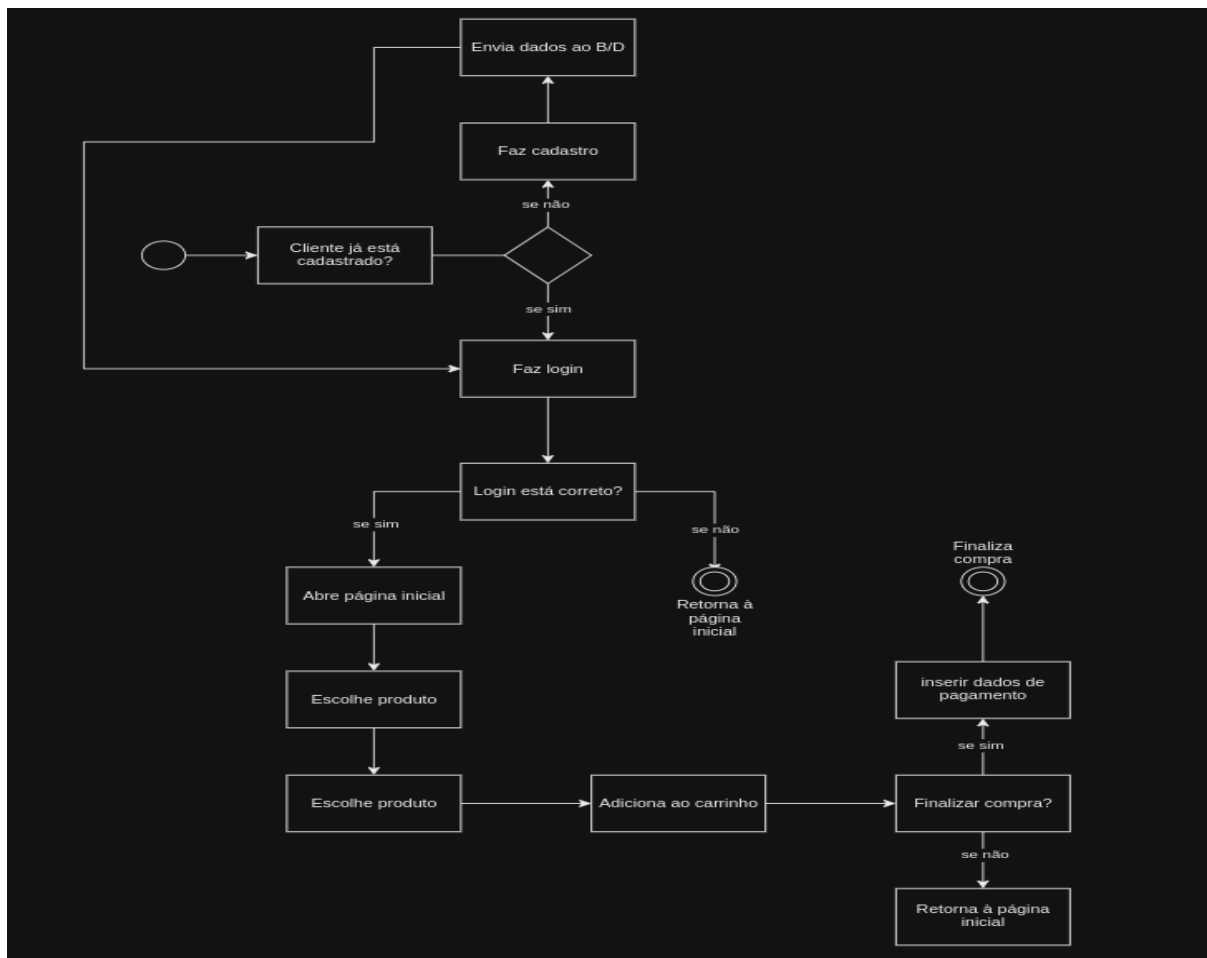 Envia dados ao B/D
Faz cadastro
se não
Cliente já está
cadastrado?
se sim
Faz login
Login está correto?
se sim
se não
Abre página inicial
Retorna à
página
inicial
Finaliza
compra
Escolhe produto
inserir dados de
pagamento
se sim
Escolhe produto
Adiciona ao carrinho
Finalizar compra?
se não
Retorna à página
inicial